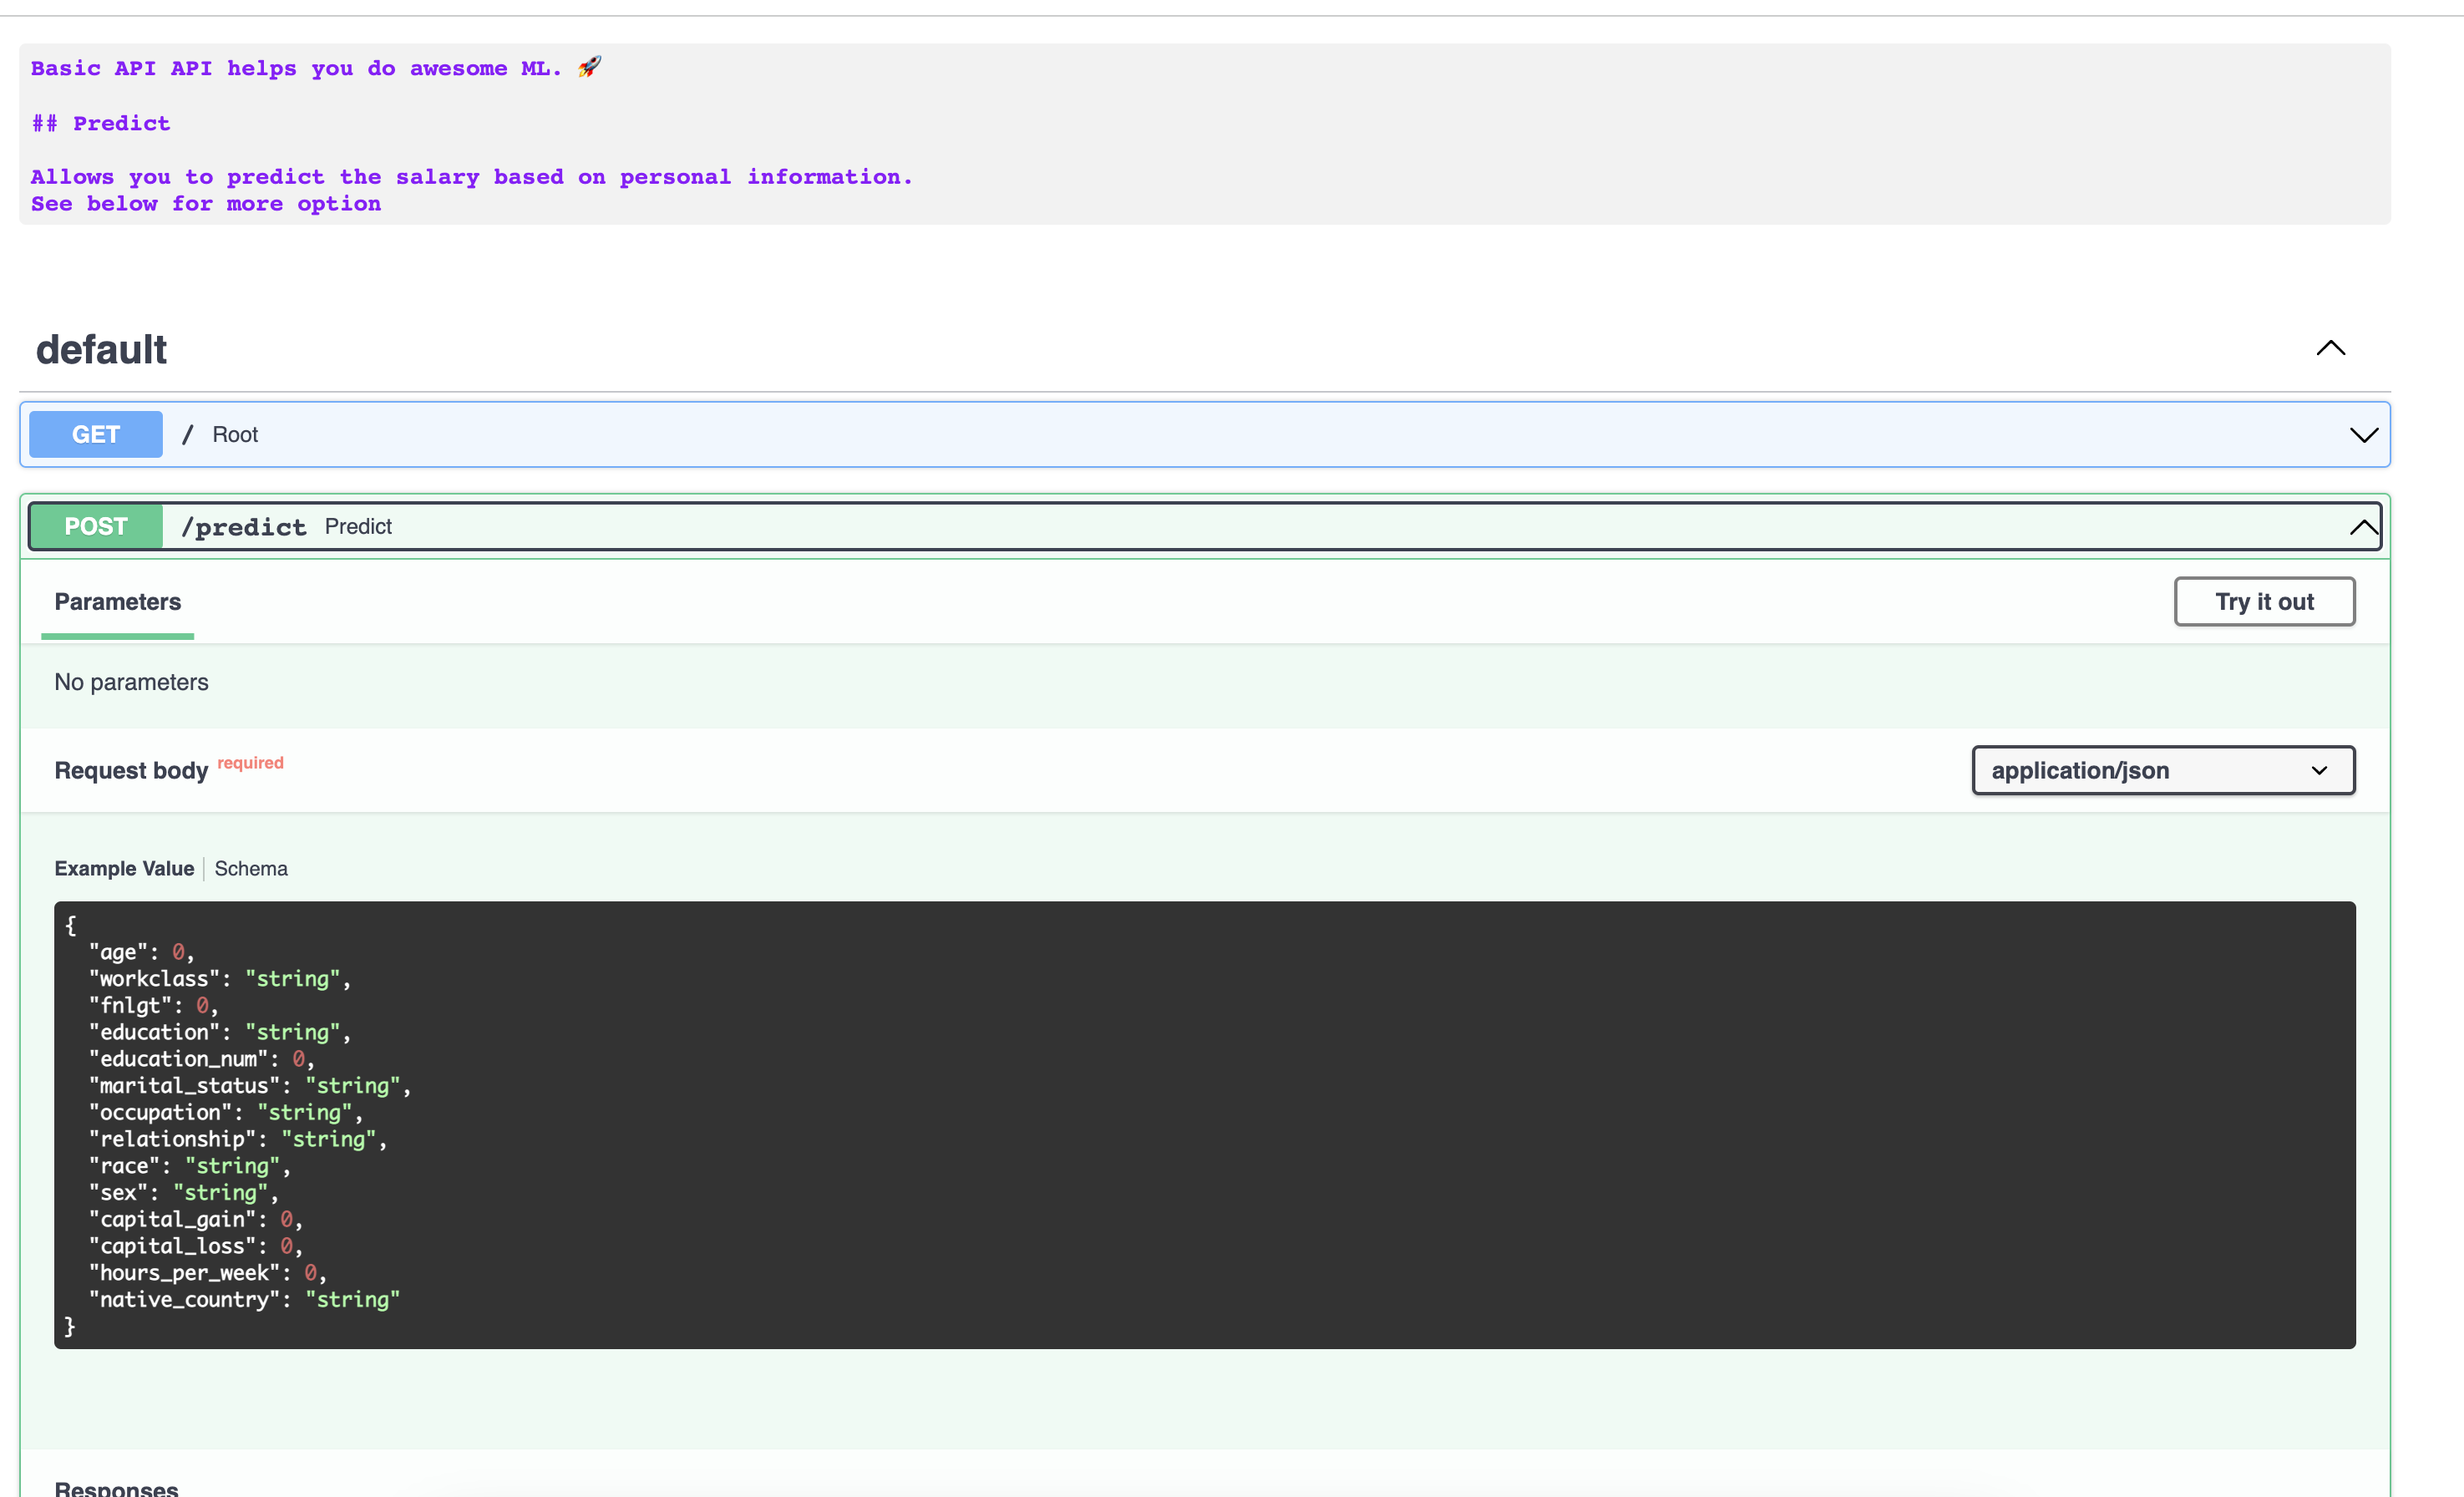 Basic API API helps you do awesome ML. 🚀
## Predict
Allows you to predict the salary based on personal information.
See below for more option
default
GET / Root
POST /predict Predict
Parameters
Try it out
No parameters
Request body required
application/json
Example Value | Schema
{
"age": 0,
"workclass": "string",
"fnlgt": 0,
"education": "string",
"education_num": 0,
"marital_status": "string",
"occupation": "string",
"relationship": "string",
"race": "string",
"sex": "string",
"capital_gain": 0,
"capital_loss": 0,
"hours_per_week": 0,
"native_country": "string"
}
Responses